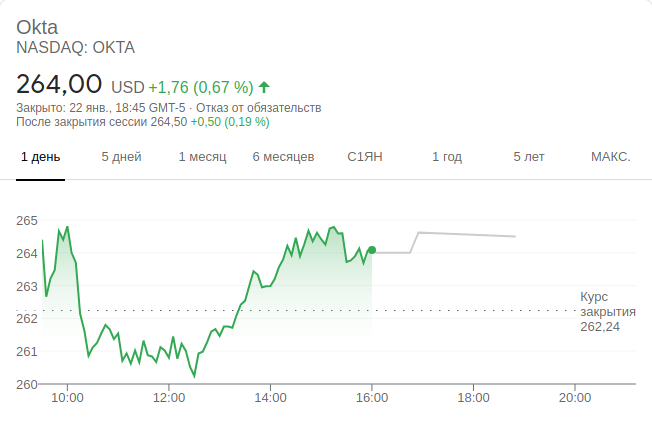 Okta
NASDAQ: OKTA
264,00 USD +1,76 (0,67 %)
Закрыто: 22 янв., 18:45 GMT-5 · Отказ от обязательств
После закрытия сессии 264,50 +0,50 (0,19 %)
1 день 5 дней 1 месяц 6 месяцев С1ЯН 1 год 5 лет МАКС.
265
264
263
Курс
262
закрытия
262,24
261
260
10:00 12:00 14:00 16:00 18:00 20:00